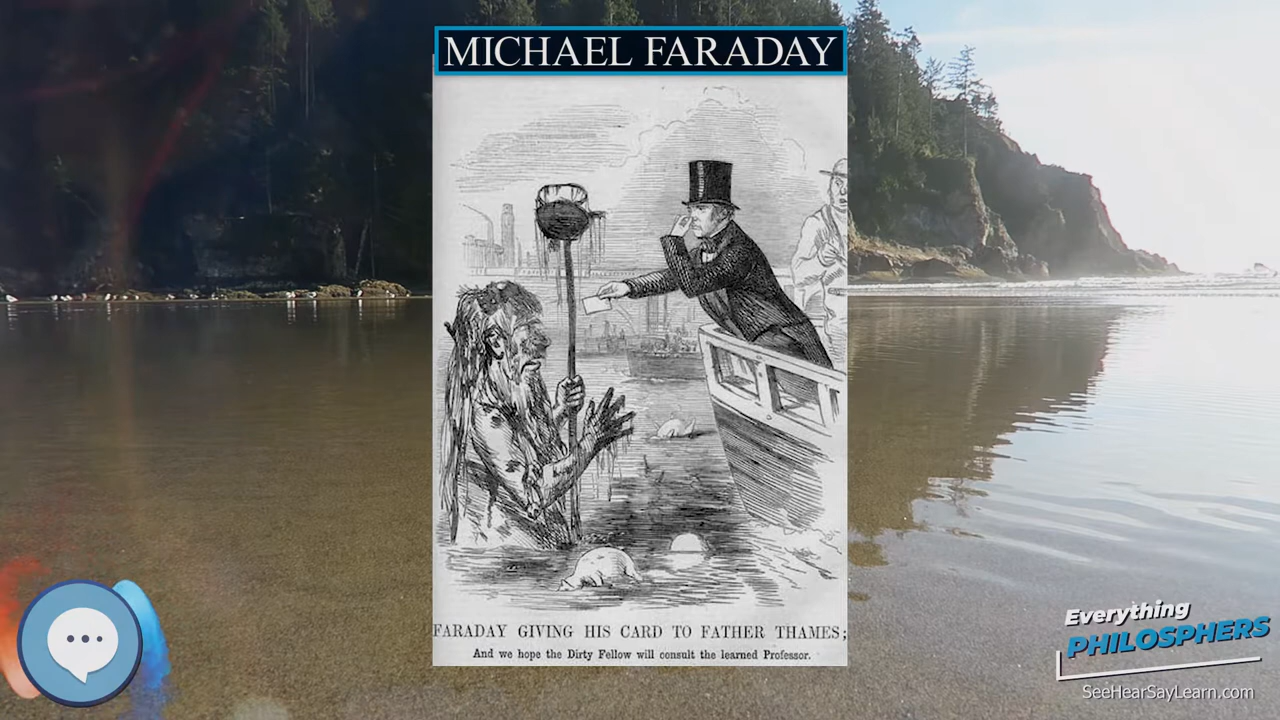 MICHAEL FARADAY
FARADAY GIVING HIS CARD TO FATHER THAMES;
And we hope the Dirty Fellow will consult the learned Professor.
Everything
PHILOSPHERS
SeeHearSayLearn.com